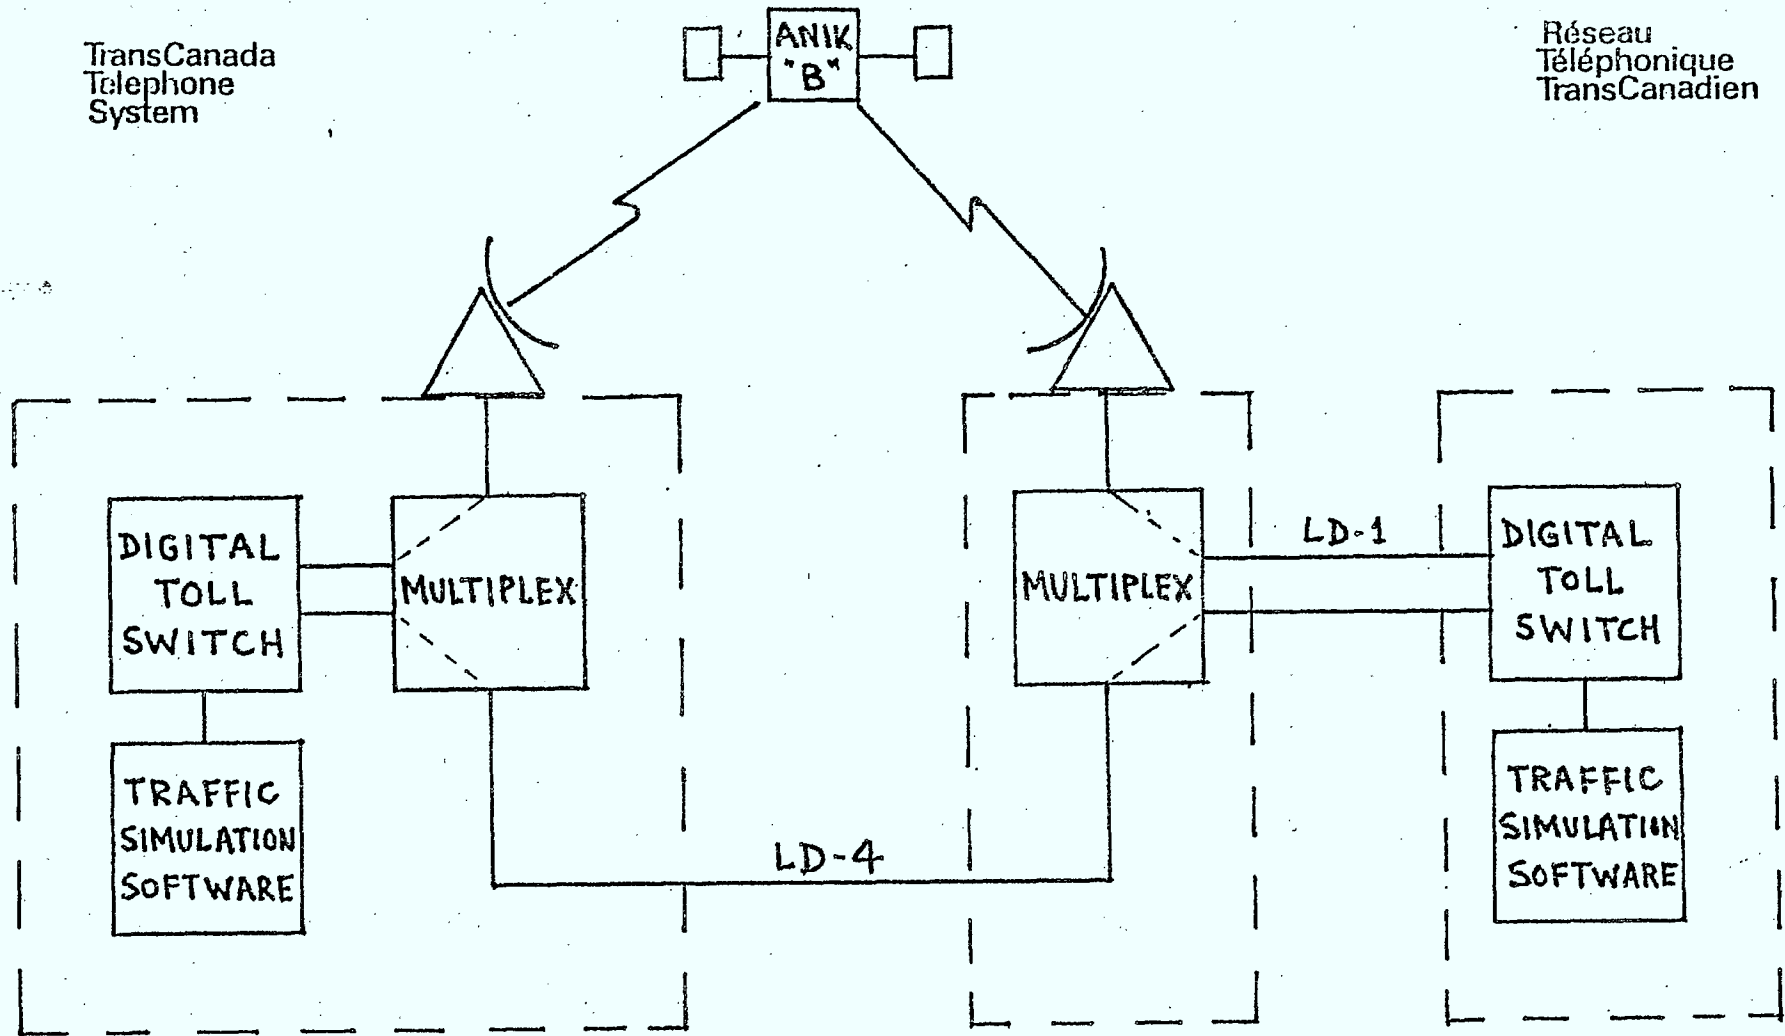 TransCanada
Telephone
System
Réseau
Téléphonique
TransCanadien
ANIK
"B"
DIGITAL
TOLL
SWITCH
MULTIPLEX
MULTIPLEX
LD-1
DIGITAL
TOLL
SWITCH
TRAFFIC
SIMULATION
SOFTWARE
LD-4
TRAFFIC
SIMULATION
SOFTWARE